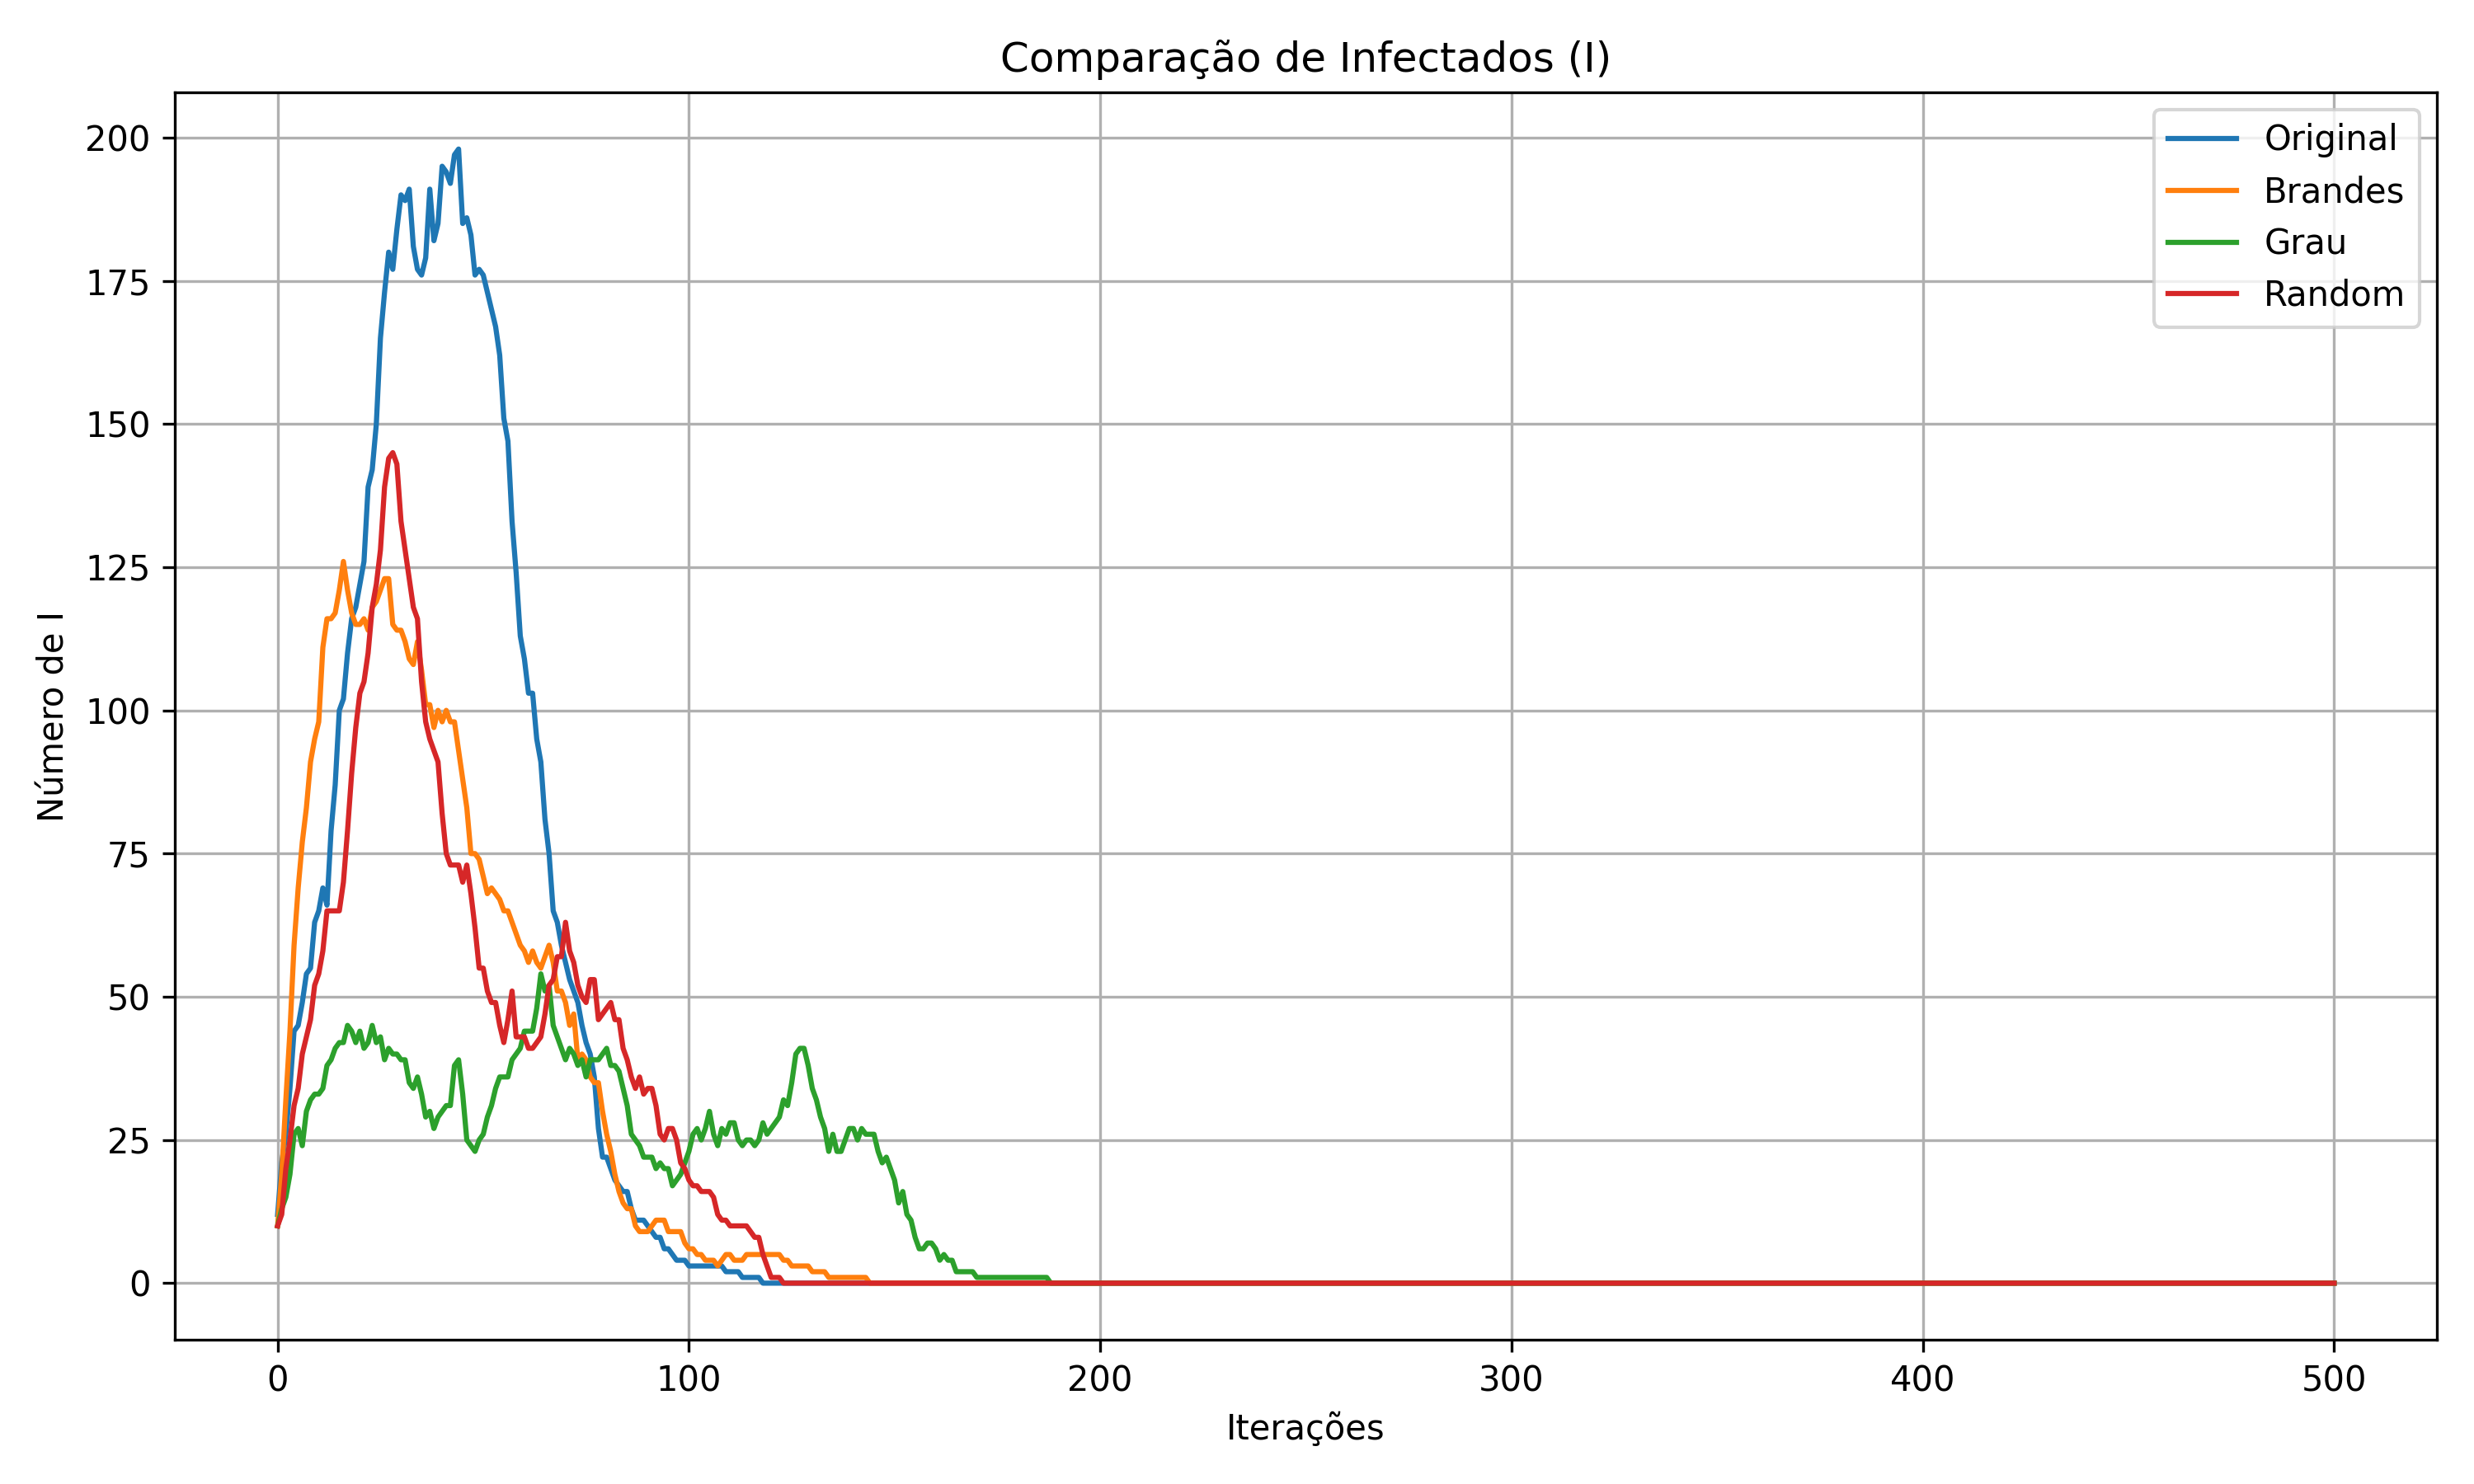 Comparação de Infectados (I)
200
175
150
125
100
75
50
25
0
Número de I
0 100 200 300 400 500
Iterações
Original
Brandes
Grau
Random